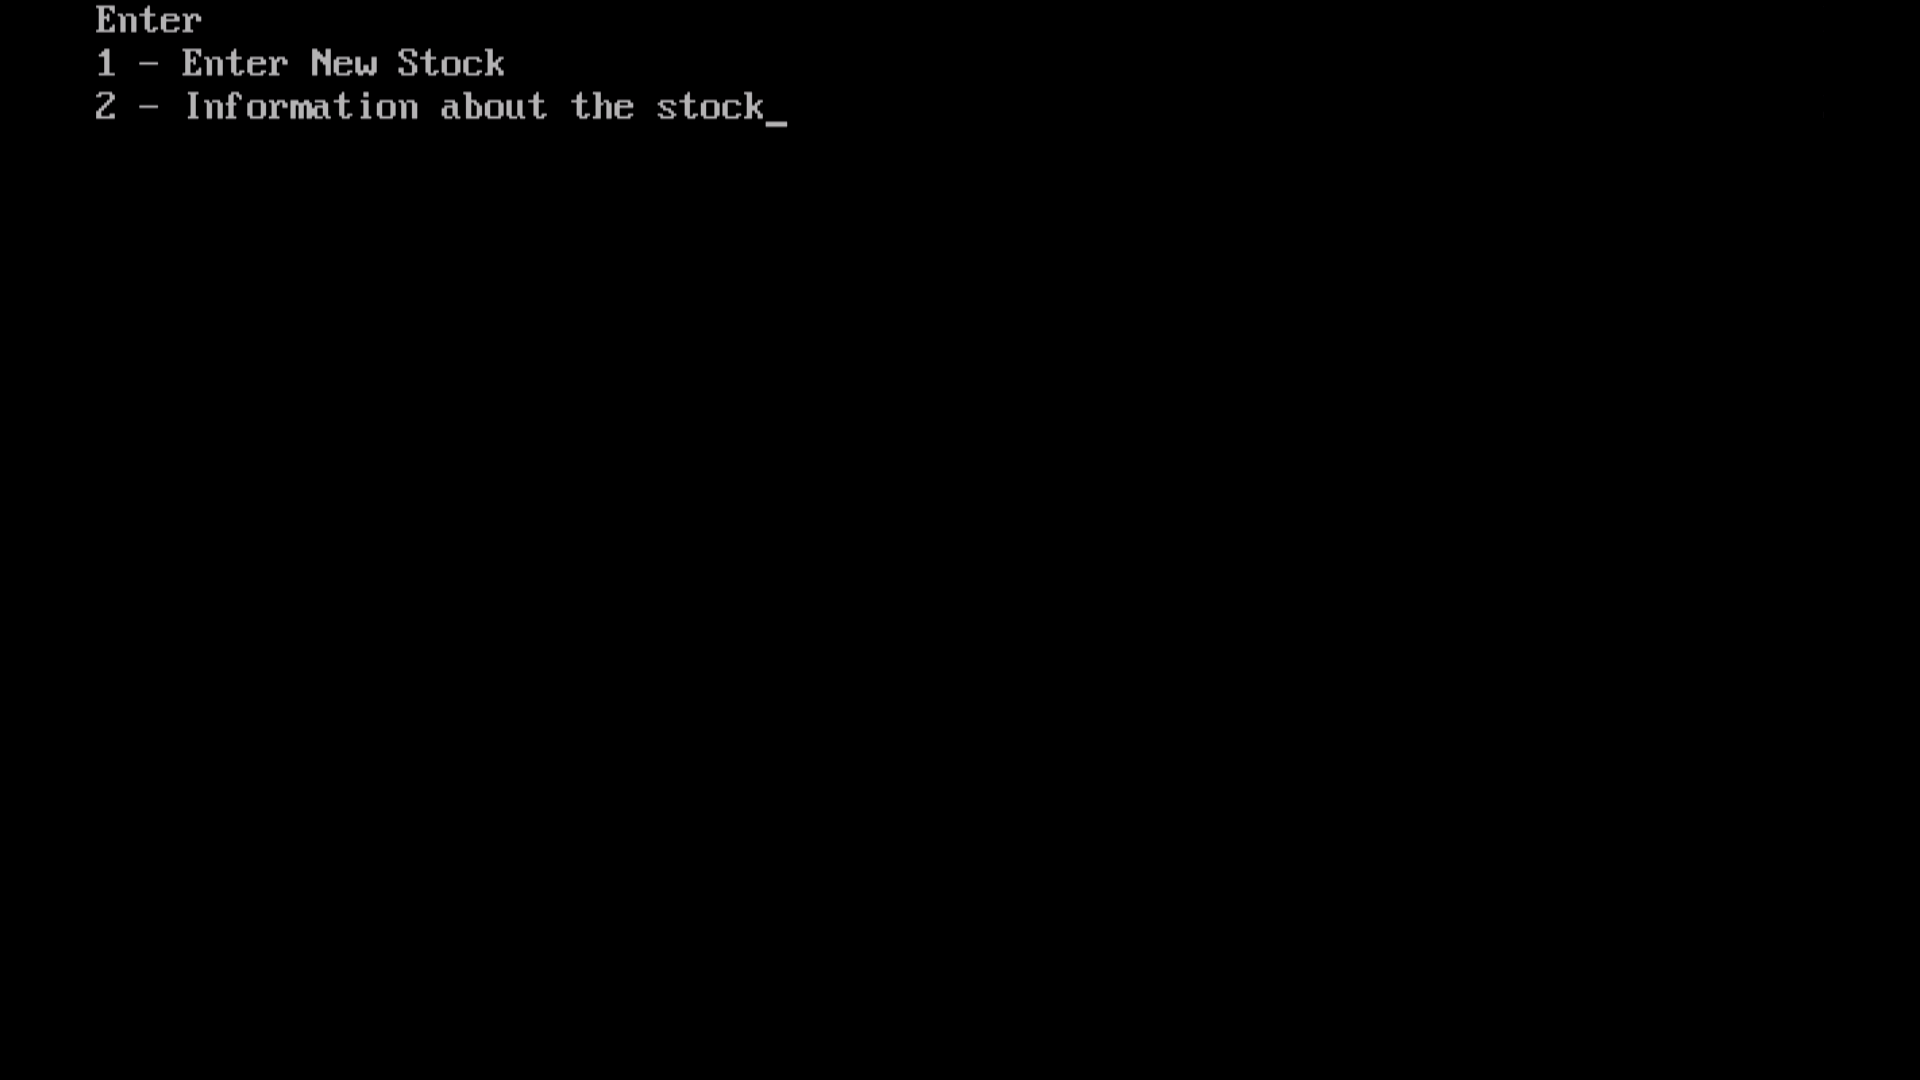 Enter
1 - Enter New Stock
2 - Information about the stock_